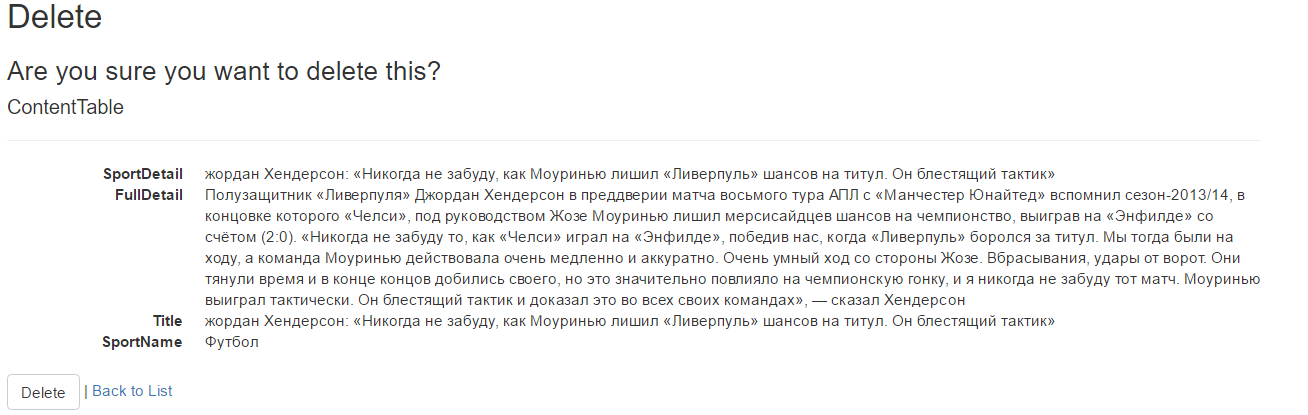 Delete
Are you sure you want to delete this?
ContentTable
SportDetail жордан Хендерсон: «Никогда не забуду, как Моуринью лишил «Ливерпуль» шансов на титул. Он блестящий тактик»
FullDetail Полузащитник «Ливерпуля» Джордан Хендерсон в преддверии матча восьмого тура АПЛ с «Манчестер Юнайтед» вспомнил сезон-2013/14, в
концовке которого «Челси», под руководством Жозе Моуринью лишил мерсисайдцев шансов на чемпионство, выиграв на «Энфилде» со
счётом (2:0). «Никогда не забуду то, как «Челси» играл на «Энфилде», победив нас, когда «Ливерпуль» боролся за титул. Мы тогда были на
ходу, а команда Моуринью действовала очень медленно и аккуратно. Очень умный ход со стороны Жозе. Вбрасывания, удары от ворот. Они
тянули время и в конце концов добились своего, но это значительно повлияло на чемпионскую гонку, и я никогда не забуду тот матч. Моуринью
выиграл тактически. Он блестящий тактик и доказал это во всех своих командах», — сказал Хендерсон
Title жордан Хендерсон: «Никогда не забуду, как Моуринью лишил «Ливерпуль» шансов на титул. Он блестящий тактик»
SportName Футбол
Delete | Back to List